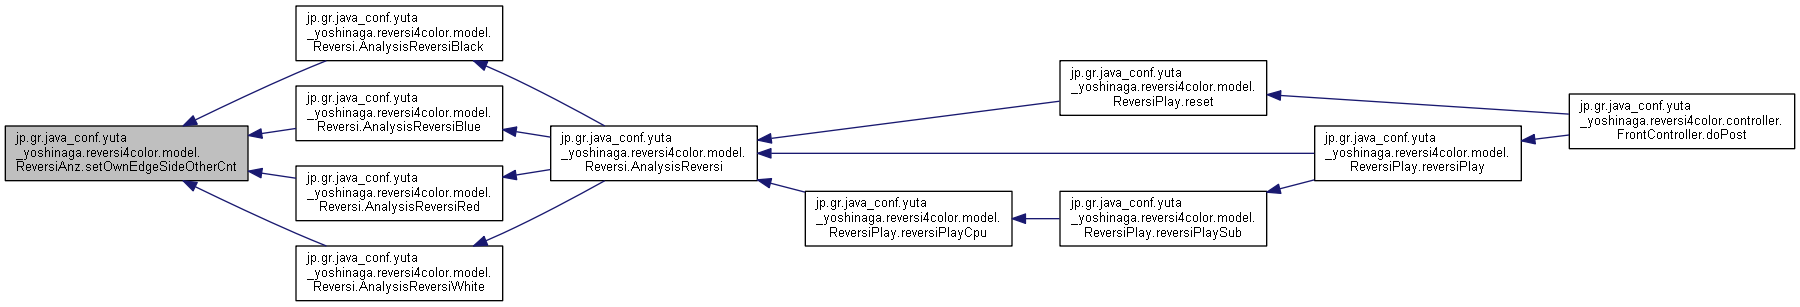 jp.gr.java_conf.yuta
_yoshinaga.reversi4color.model.
ReversiAnz.setOwnEdgeSideOtherCnt
jp.gr.java_conf.yuta
_yoshinaga.reversi4color.model.
Reversi.AnalysisReversiBlack
jp.gr.java_conf.yuta
_yoshinaga.reversi4color.model.
Reversi.AnalysisReversiBlue
jp.gr.java_conf.yuta
_yoshinaga.reversi4color.model.
Reversi.AnalysisReversiRed
jp.gr.java_conf.yuta
_yoshinaga.reversi4color.model.
Reversi.AnalysisReversiWhite
jp.gr.java_conf.yuta
_yoshinaga.reversi4color.model.
Reversi.AnalysisReversi
jp.gr.java_conf.yuta
_yoshinaga.reversi4color.model.
ReversiPlay.reversiPlayCpu
jp.gr.java_conf.yuta
_yoshinaga.reversi4color.model.
ReversiPlay.reset
jp.gr.java_conf.yuta
_yoshinaga.reversi4color.model.
ReversiPlay.reversiPlaySub
jp.gr.java_conf.yuta
_yoshinaga.reversi4color.model.
ReversiPlay.reversiPlay
jp.gr.java_conf.yuta
_yoshinaga.reversi4color.controller.
FrontController.doPost